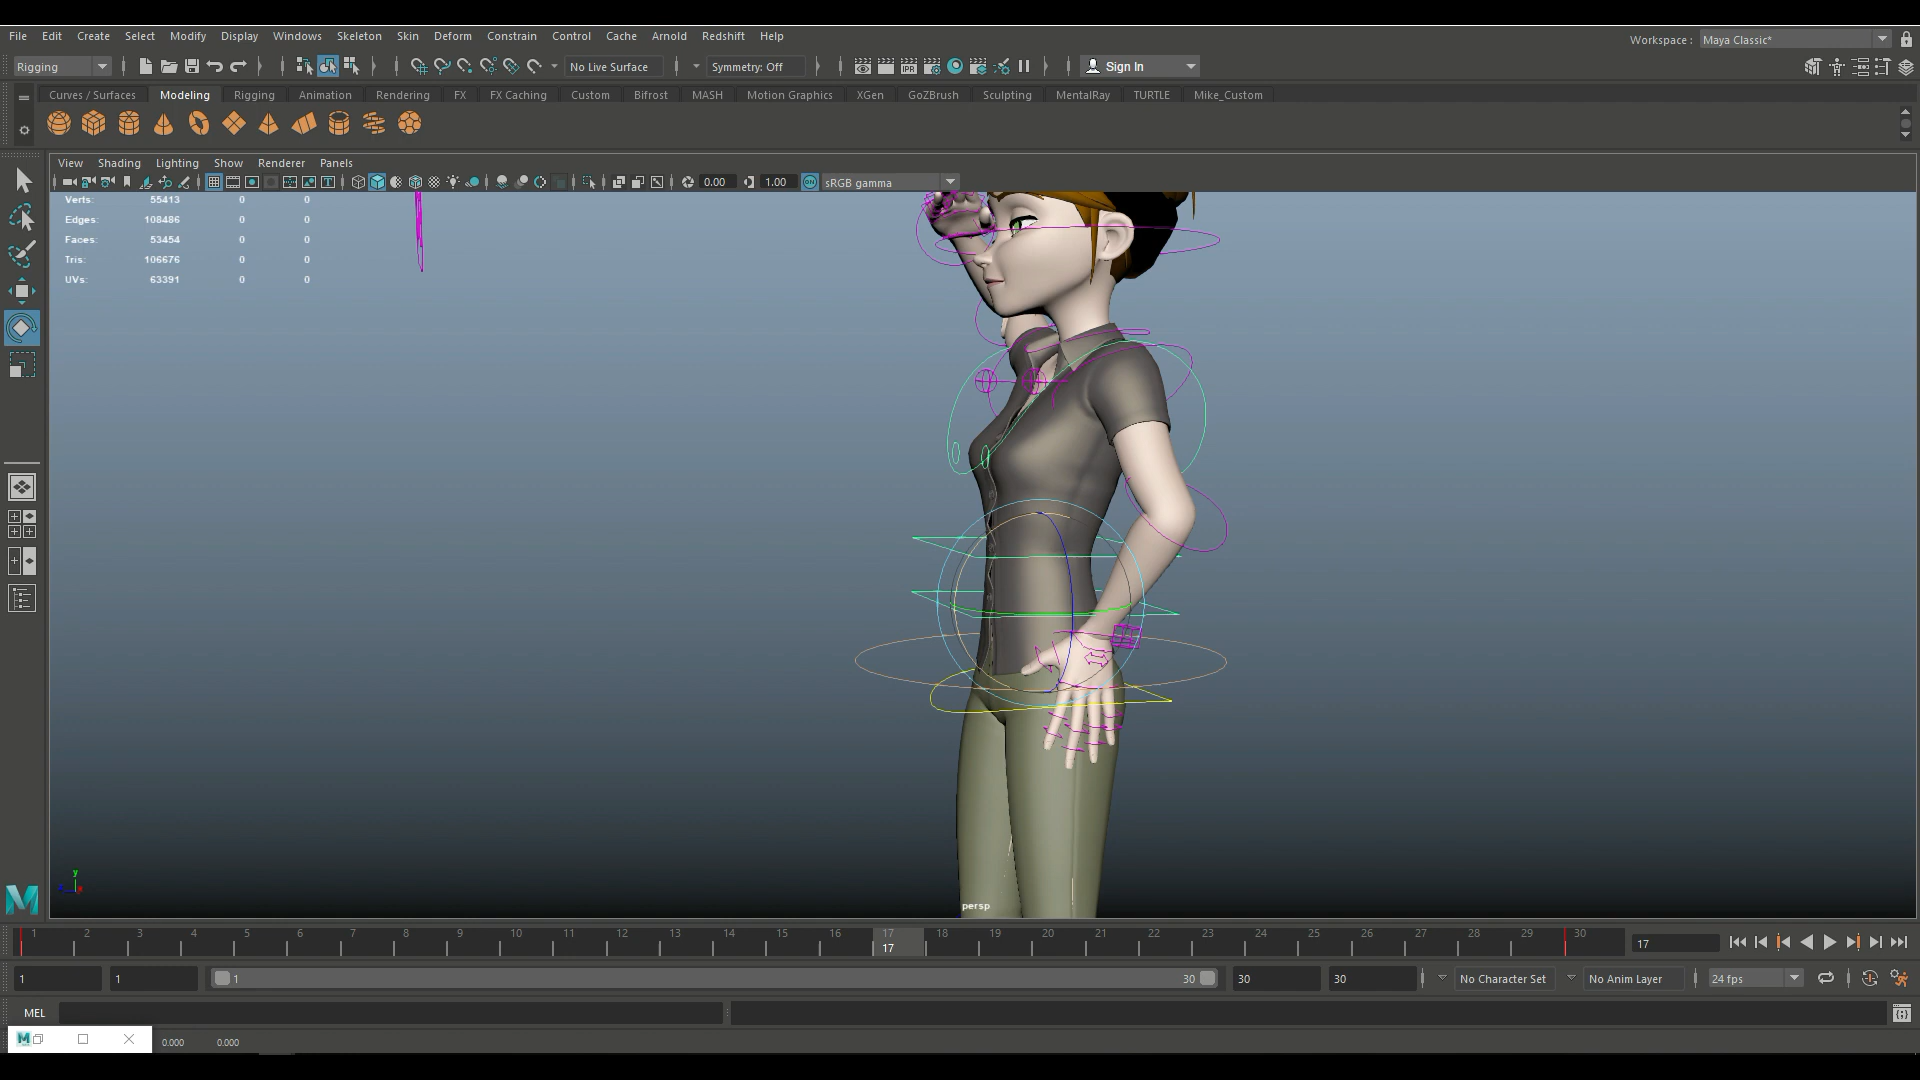 File Edit Create Select Modify Display Windows Skeleton Skin Deform Constrain Control Cache Arnold Redshift Help
Workspace : Maya Classic*
Rigging No Live Surface Symmetry: Off IPR Sign In
Curves / Surfaces Modeling Rigging Animation Rendering FX FX Caching Custom Bifrost MASH Motion Graphics XGen GoZBrush Sculpting MentalRay TURTLE Mike_Custom
View Shading Lighting Show Renderer Panels
0.00 1.00 ON sRGB gamma
Verts: 55413 0 0
Edges: 108486 0 0
Faces: 53454 0 0
Tris: 106676 0 0
UVs: 63391 0 0
y
persp
1 2 3 4 5 6 7 8 9 10 11 12 13 14 15 16 17 18 19 20 21 22 23 24 25 26 27 28 29 30
17 17
1 1 1 30 30 30 No Character Set No Anim Layer 24 fps
MEL
M 0.000 0.000